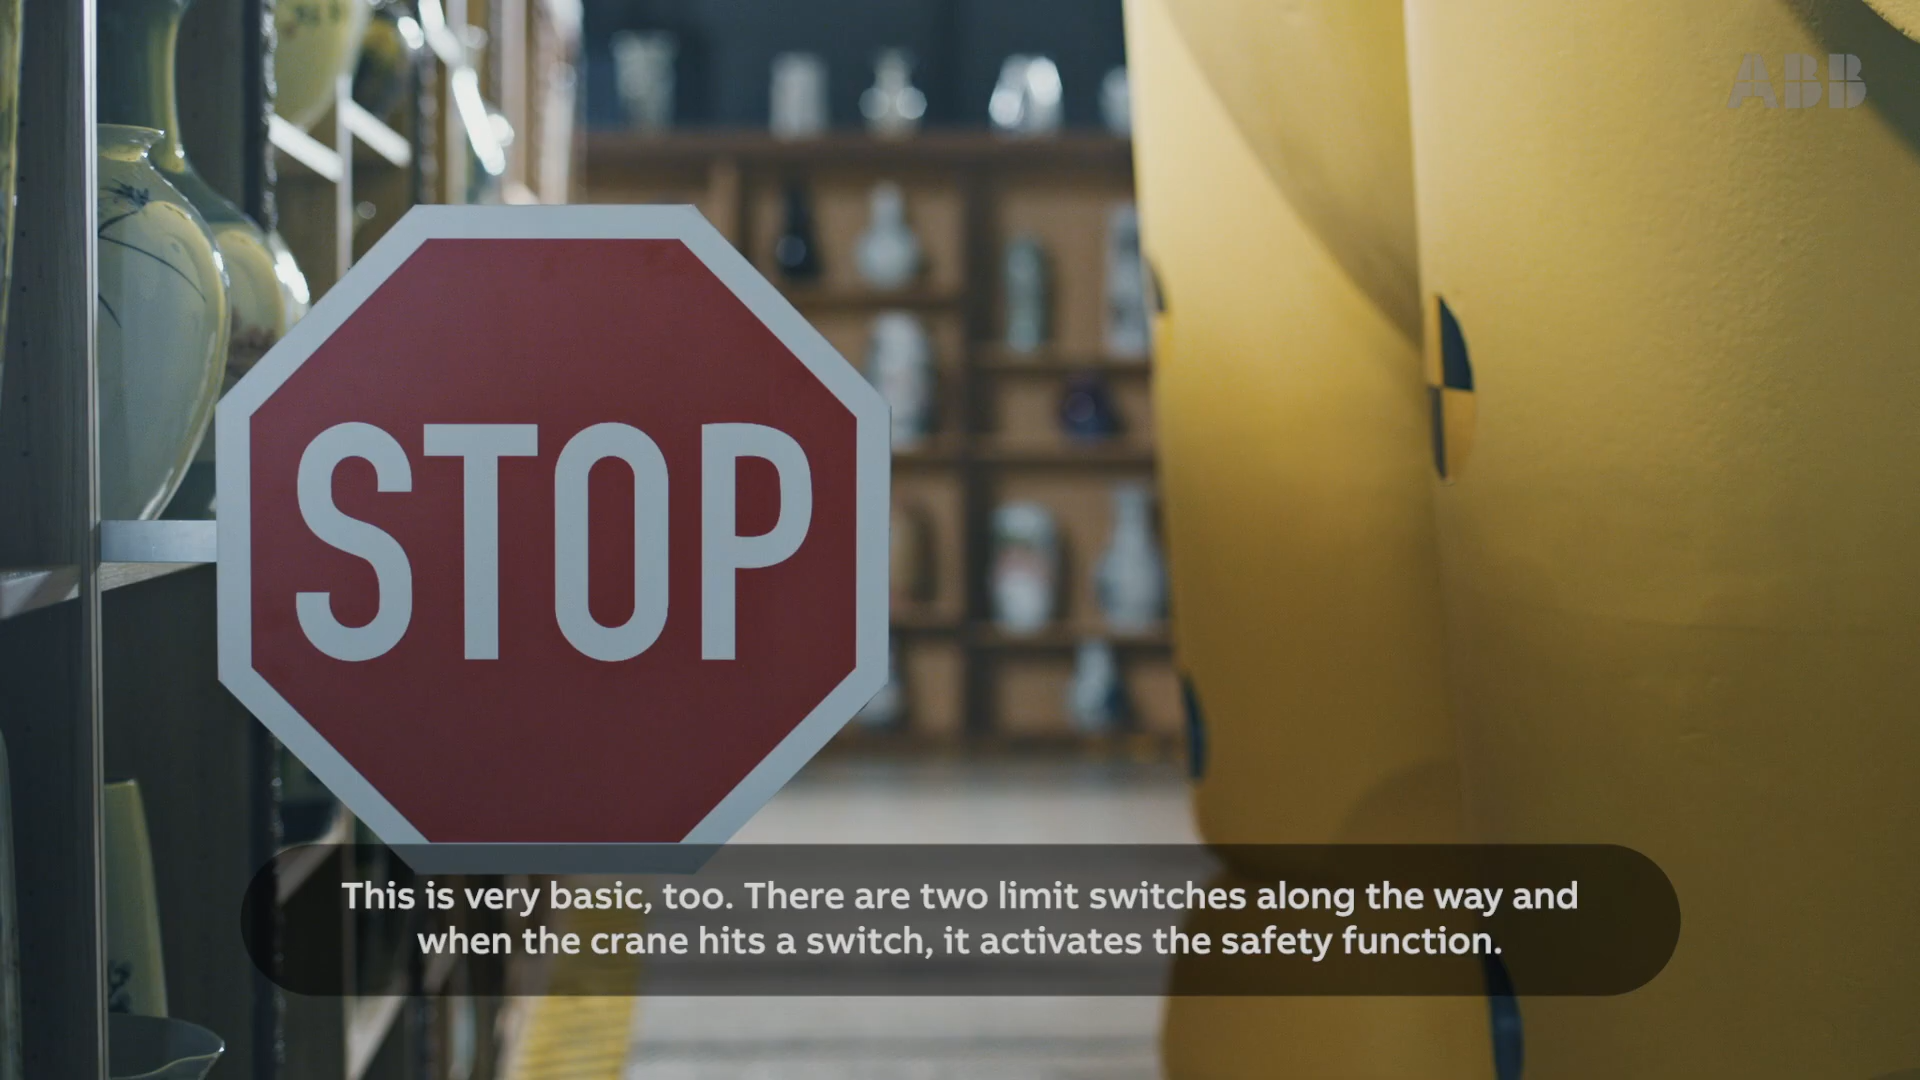 ABB
STOP
This is very basic, too. There are two limit switches along the way and
when the crane hits a switch, it activates the safety function.